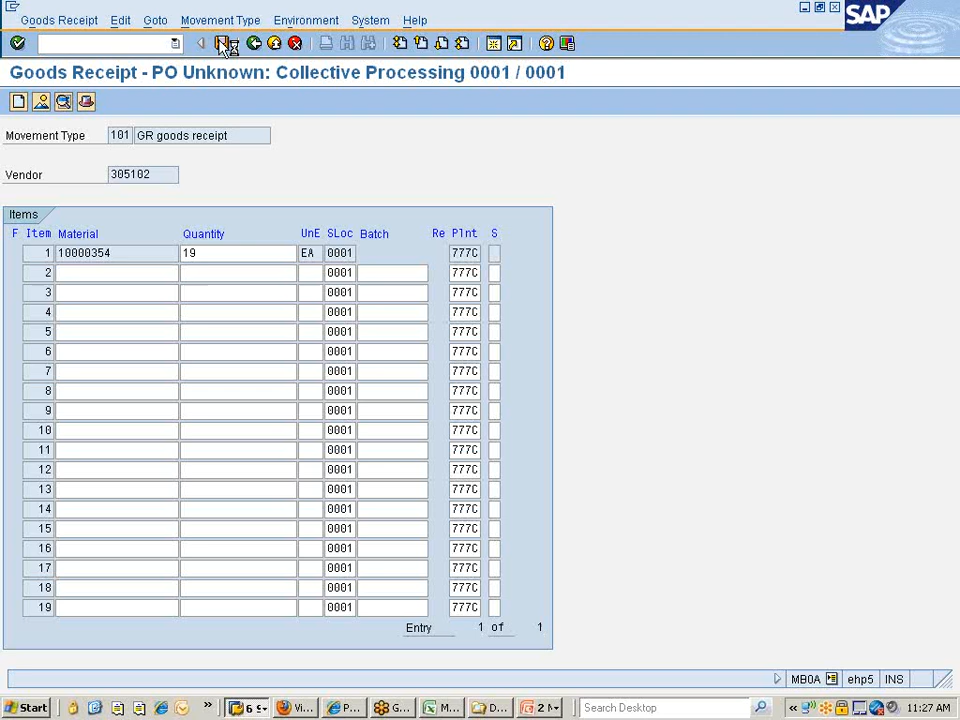 Goods Receipt Edit Goto Movement Type Environment System Help
SAP
Goods Receipt - PO Unknown: Collective Processing 0001 / 0001
Movement Type 101 GR goods receipt
Vendor 305102
Items
F Item Material Quantity UnE SLoc Batch Re Plnt S
1 10000354 19 EA 0001 777C
2 0001 777C
3 0001 777C
4 0001 777C
5 0001 777C
6 0001 777C
7 0001 777C
8 0001 777C
9 0001 777C
10 0001 777C
11 0001 777C
12 0001 777C
13 0001 777C
14 0001 777C
15 0001 777C
16 0001 777C
17 0001 777C
18 0001 777C
19 0001 777C
Entry 1 of 1
MB0A ehp5 INS
Start » 6 S Vi... P... G... M... D... 2 M Search Desktop « 11:27 AM